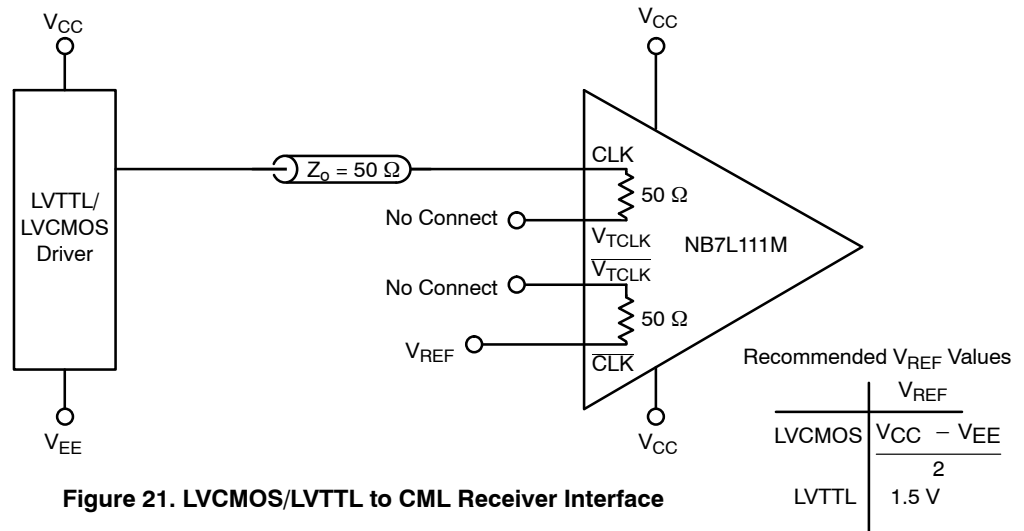 VCC
VCC
LVTTL/
LVCMOS
Driver
Zo = 50 Ω
CLK
50 Ω
No Connect
VTCLK
NB7L111M
VTCLK
No Connect
50 Ω
VREF
CLK
VEE
VCC
Recommended VREF Values
VREF
LVCMOS
VCC – VEE
2
LVTTL
1.5 V
Figure 21. LVCMOS/LVTTL to CML Receiver Interface